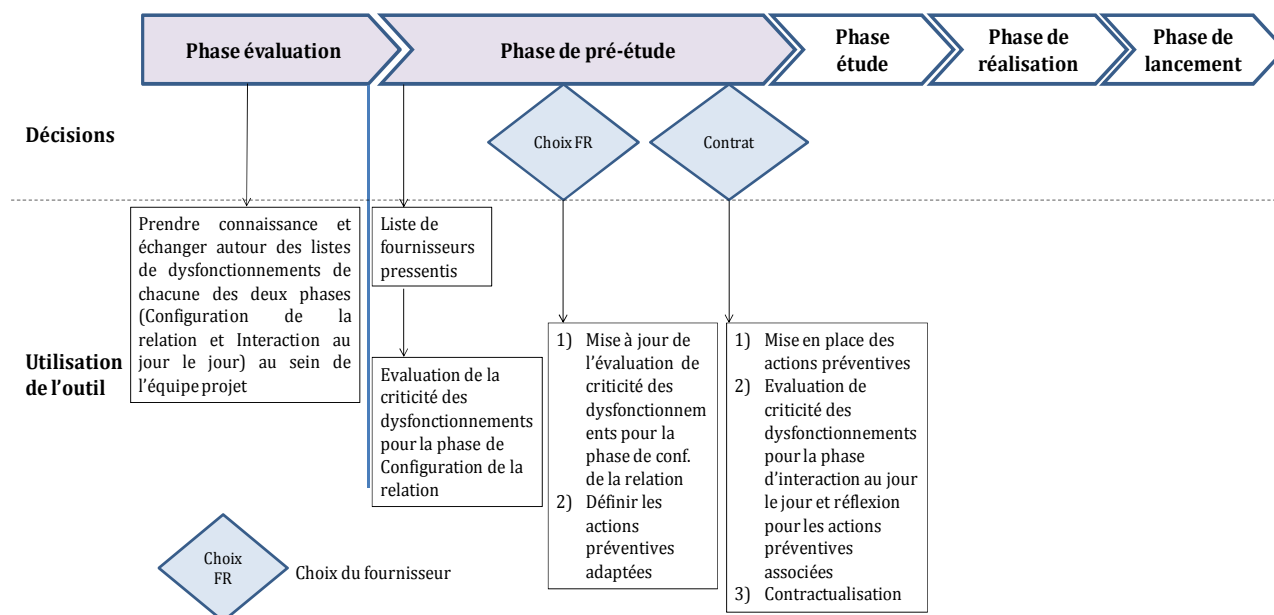 Phase évaluation
Phase de pré-étude
Phase
étude
Phase de
réalisation
Phase de
lancement
Décisions
Choix FR
Contrat
Prendre connaissance et
échanger autour des listes
de dysfonctionnements de
chacune des deux phases
(Configuration de la
relation et Interaction au
jour le jour) au sein de
l'équipe projet
Liste de
fournisseurs
pressentis
Utilisation
de l'outil
Evaluation de la
criticité des
dysfonctionnements
pour la phase de
Configuration de la
relation
1) Mise à jour de
l'évaluation de
criticité des
dysfonctionnem
ents pour la
phase de conf.
de la relation
2) Définir les
actions
préventives
adaptées
1) Mise en place des
actions préventives
2) Evaluation de
criticité des
dysfonctionnements
pour la phase
d'interaction au jour
le jour et réflexion
pour les actions
préventives
associées
3) Contractualisation
Choix
FR
Choix du fournisseur